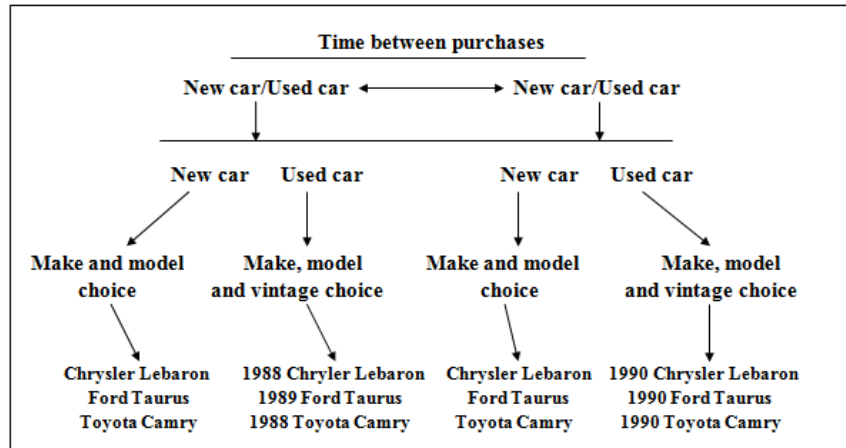 Time between purchases
New car/Used car New car/Used car
New car Used car New car Used car
Make and model Make, model Make and model Make, model
choice and vintage choice choice and vintage choice
Chrysler Lebaron 1988 Chryler Lebaron Chrysler Lebaron 1990 Chrysler Lebaron
Ford Taurus 1989 Ford Taurus Ford Taurus 1990 Ford Taurus
Toyota Camry 1988 Toyota Camry Toyota Camry 1990 Toyota Camry